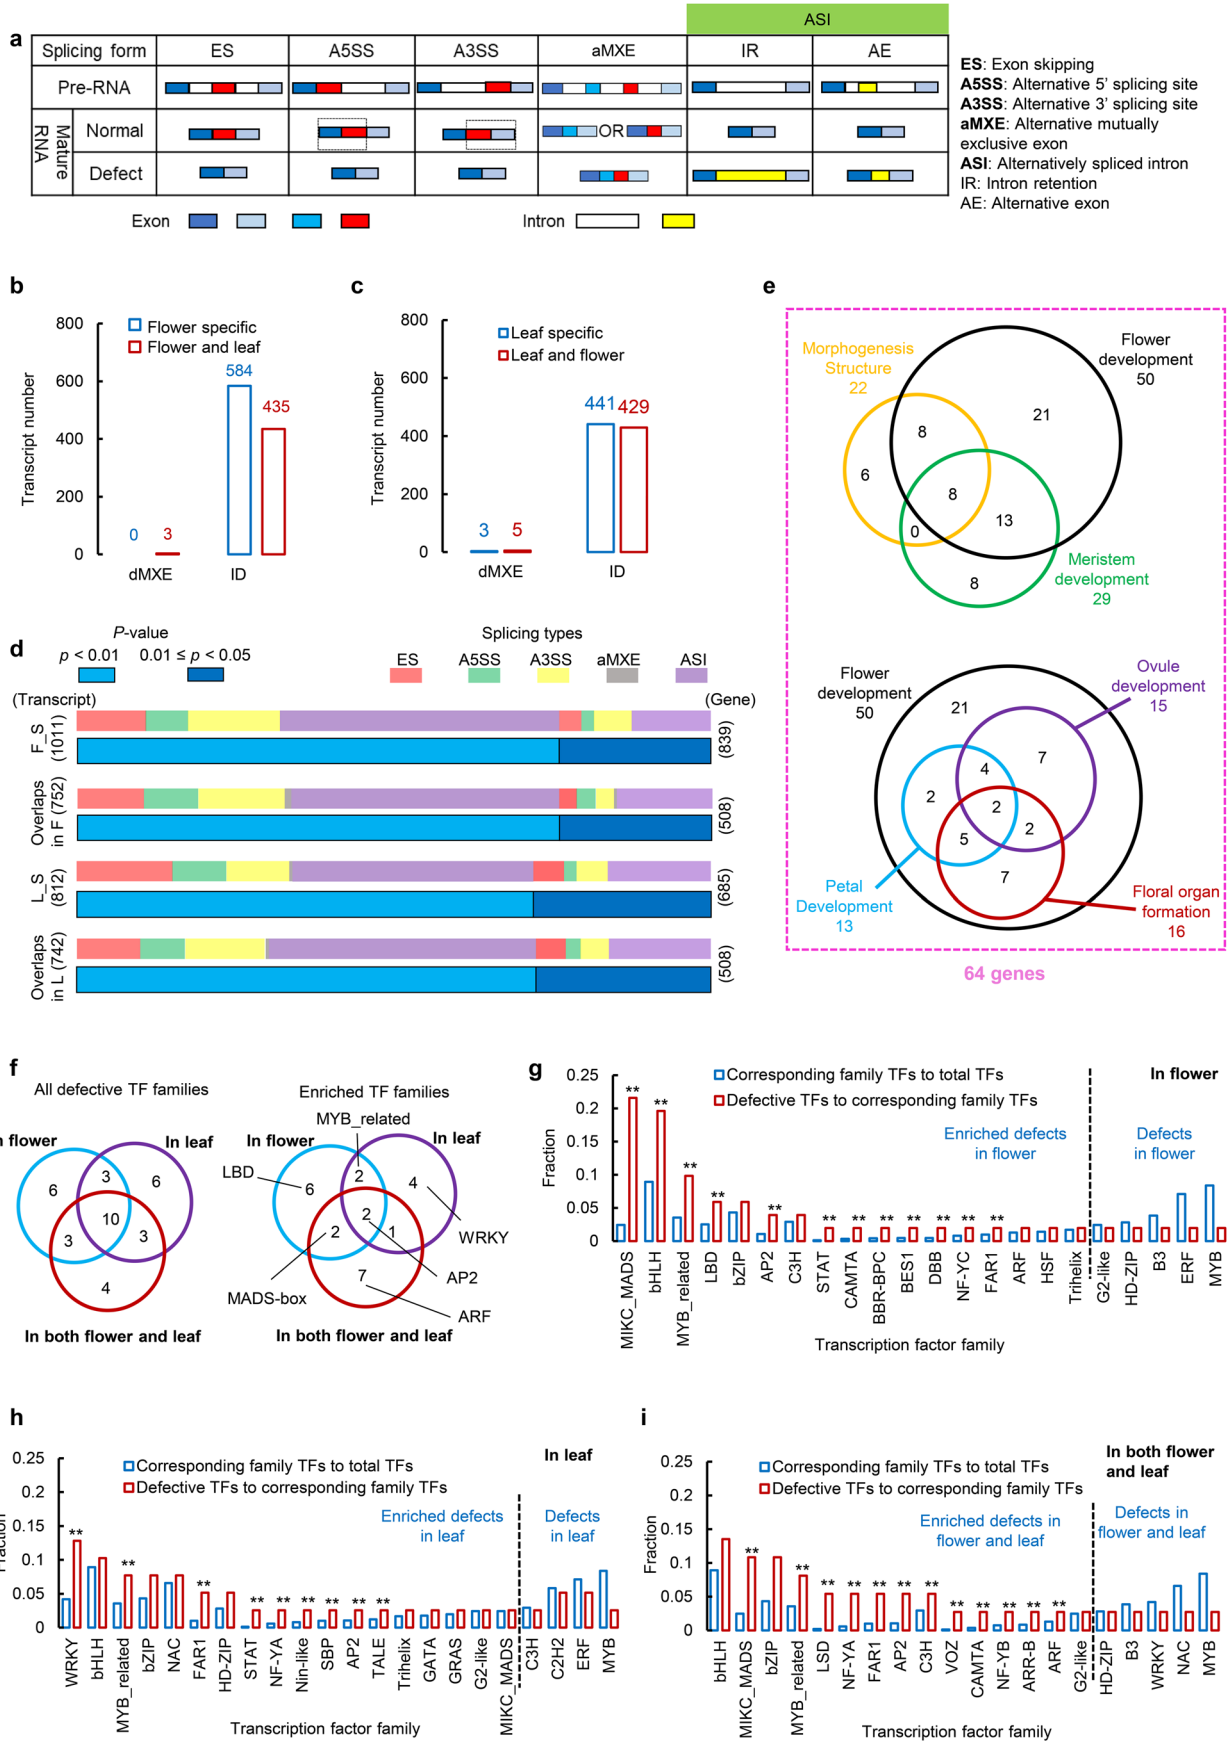 a
ASI
Splicing form ES A5SS A3SS aMXE IR AE
Pre-RNA
Mature RNA
Normal OR
Defect
Exon Intron
ES: Exon skipping
A5SS: Alternative 5' splicing site
A3SS: Alternative 3' splicing site
aMXE: Alternative mutually
exclusive exon
ASI: Alternatively spliced intron
IR: Intron retention
AE: Alternative exon
b
Transcript number
800
600
400
200
0
Flower specific
Flower and leaf
584
435
0 3
dMXE ID
c
Transcript number
800
600
400
200
0
Leaf specific
Leaf and flower
441 429
3 5
dMXE ID
d
P-value
p < 0.01 0.01 ≤ p < 0.05
Splicing types
ES A5SS A3SS aMXE ASI
(Transcript) (Gene)
F_S
(1011)
(839)
Overlaps
in F (752)
(508)
L_S
(812)
(685)
Overlaps
in L (742)
(508)
e
Morphogenesis
Structure
22
Flower
development
50
21
8
6
8
13
0
8
Meristem
development
29
Flower
development
50
Ovule
development
15
21
7
4
2
2
2
5
7
Petal
Development
13
Floral organ
formation
16
64 genes
f
All defective TF families
n flower
In leaf
6 3 6
10
3 3
4
In both flower and leaf
Enriched TF families
MYB_related
In flower In leaf
LBD
6 2 4
2 2 1
7
WRKY
AP2
MADS-box
ARF
In both flower and leaf
g
Fraction
0.25
0.2
0.15
0.1
0.05
0
Corresponding family TFs to total TFs
Defective TFs to corresponding family TFs
In flower
Enriched defects
in flower
Defects
in flower
** ** ** ** ** ** ** ** ** ** ** **
MIKC_MADS bHLH MYB_related LBD bZIP AP2 C3H STAT CAMTA BBR-BPC BES1 DBB NF-YC FAR1 ARF HSF Trihelix G2-like HD-ZIP B3 ERF MYB
Transcription factor family
h
Fraction
0.25
0.2
0.15
0.1
0.05
0
Corresponding family TFs to total TFs
Defective TFs to corresponding family TFs
In leaf
Enriched defects
in leaf
Defects
in leaf
** ** ** ** ** ** ** ** **
WRKY bHLH MYB_related bZIP NAC FAR1 HD-ZIP STAT NF-YA Nin-like SBP AP2 TALE Trihelix GATA GRAS G2-like MIKC_MADS C3H C2H2 ERF MYB
Transcription factor family
i
Fraction
0.25
0.2
0.15
0.1
0.05
0
Corresponding family TFs to total TFs
Defective TFs to corresponding family TFs
In both flower
and leaf
Enriched defects in
flower and leaf
Defects in
flower and leaf
** ** ** ** ** ** ** ** ** ** ** **
bHLH MIKC_MADS bZIP MYB_related LSD NF-YA FAR1 AP2 C3H VOZ CAMTA NF-YB ARR-B ARF G2-like HD-ZIP B3 WRKY NAC ERF MYB
Transcription factor family